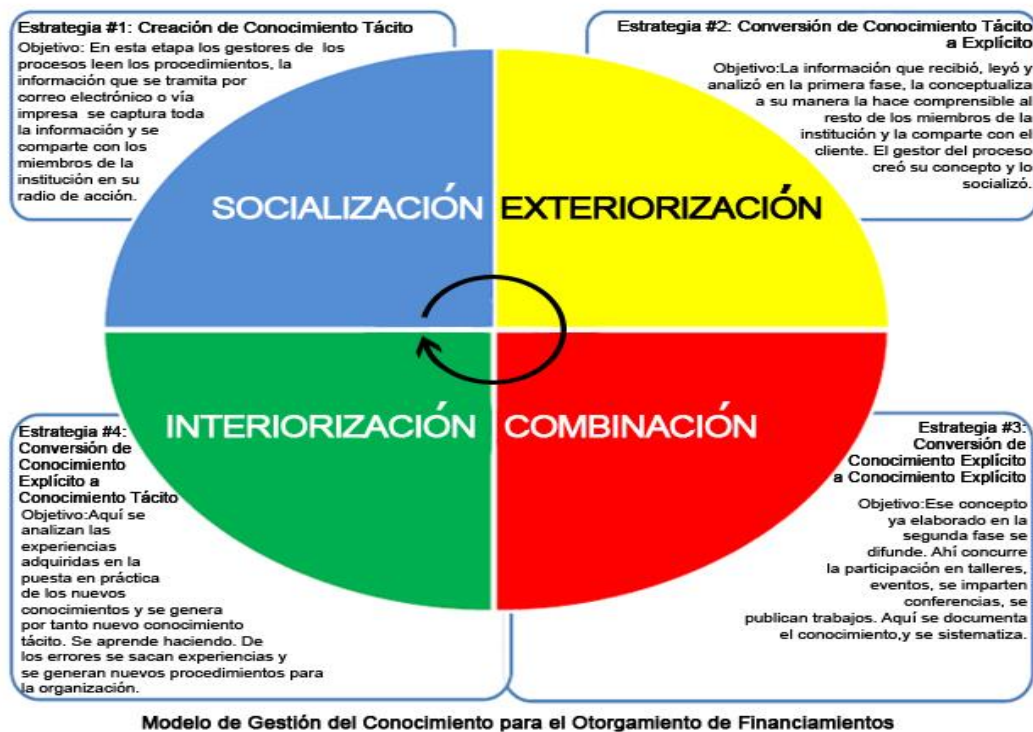 Estrategia #1: Creación de Conocimiento Tácito
Objetivo: En esta etapa los gestores de los
procesos leen los procedimientos, la
información que se tramita por
correo electrónico o vía
impresa se captura toda
la información y se
comparte con los
miembros de la
institución en su
radio de acción.
Estrategia #2: Conversión de Conocimiento Tácito
a Explícito
Objetivo:La información que recibió, leyó y
analizó en la primera fase, la conceptualiza
a su manera la hace comprensible al
resto de los miembros de la
institución y la comparte con el
cliente. El gestor del proceso
creó su concepto y lo
socializó.
SOCIALIZACIÓN
EXTERIORIZACIÓN
INTERIORIZACIÓN
COMBINACIÓN
Estrategia #4:
Conversión de
Conocimiento
Explícito a
Conocimiento Tácito
Objetivo:Aquí se
analizan las
experiencias
adquiridas en la
puesta en práctica
de los nuevos
conocimientos y se genera
por tanto nuevo conocimiento
tácito. Se aprende haciendo. De
los errores se sacan experiencias y
se generan nuevos procedimientos para
la organización.
Estrategia #3:
Conversión de
Conocimiento Explícito
a Conocimiento Explícito
Objetivo:Ese concepto
ya elaborado en la
segunda fase se
difunde. Ahí concurre
la participación en talleres,
eventos, se imparten
conferencias, se
publican trabajos. Aquí se documenta
el conocimiento,y se sistematiza.
Modelo de Gestión del Conocimiento para el Otorgamiento de Financiamientos